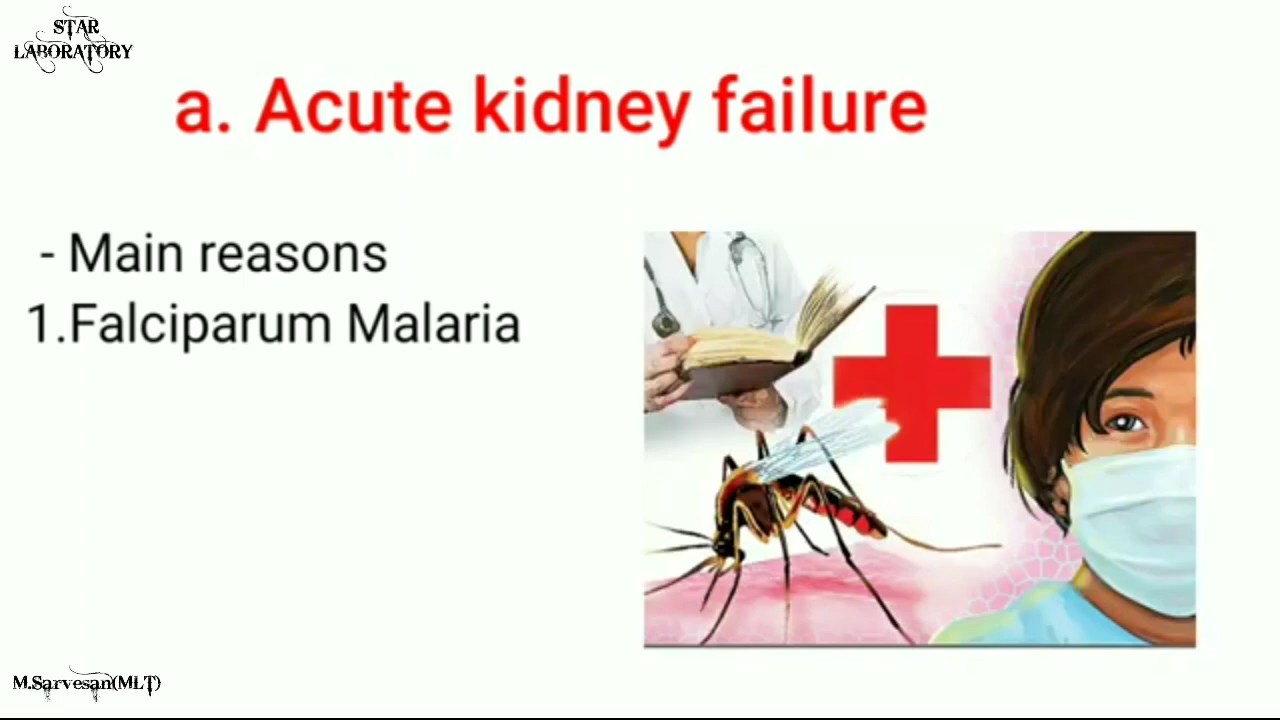 STAR
LABORATORY
a. Acute kidney failure
- Main reasons
1.Falciparum Malaria
M.Sarvesan(MLT)